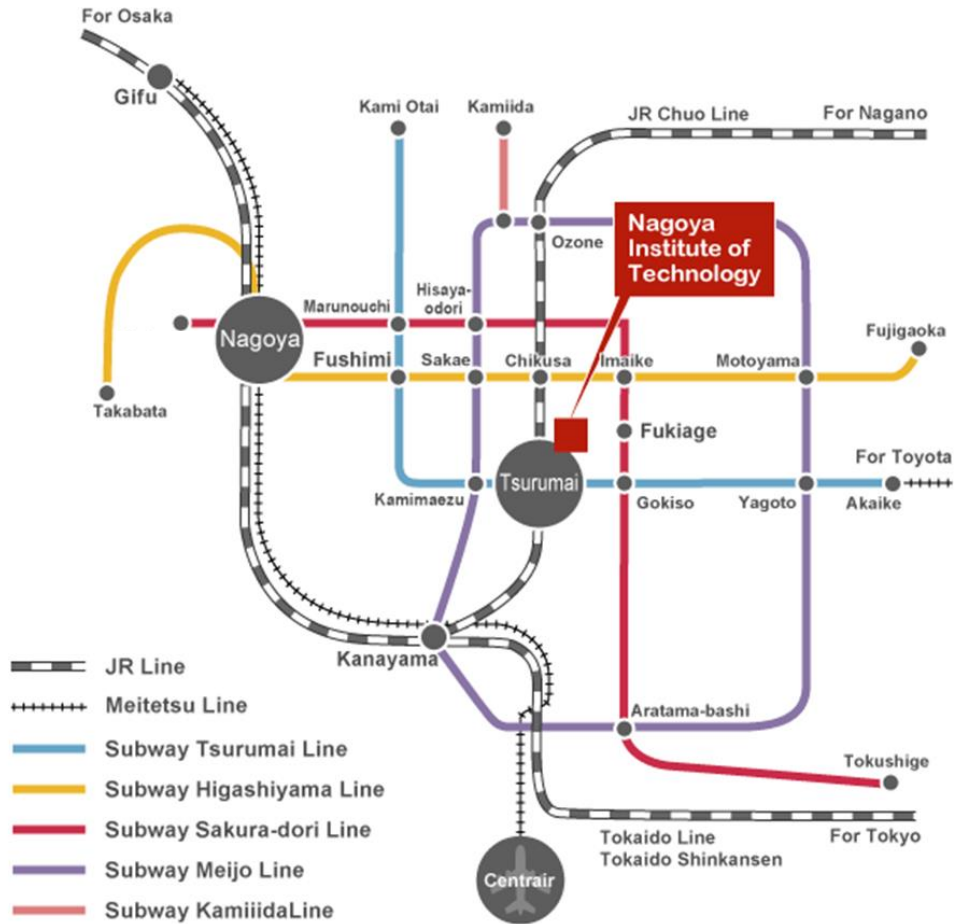 For Osaka
Gifu
Kami Otai
Kamiida
JR Chuo Line
For Nagano
Ozone
Nagoya
Institute of
Technology
Marunouchi
Hisaya-
odori
Nagoya
Fushimi
Sakae
Chikusa
Imaike
Motoyama
Fujigaoka
Takabata
Fukiage
For Toyota
Tsurumai
Kamimaezu
Gokiso
Yagoto
Akaike
Kanayama
JR Line
Meitetsu Line
Aratama-bashi
Subway Tsurumai Line
Tokushige
Subway Higashiyama Line
Subway Sakura-dori Line
Tokaido Line
For Tokyo
Tokaido Shinkansen
Subway Meijo Line
Centrair
Subway KamiiidaLine